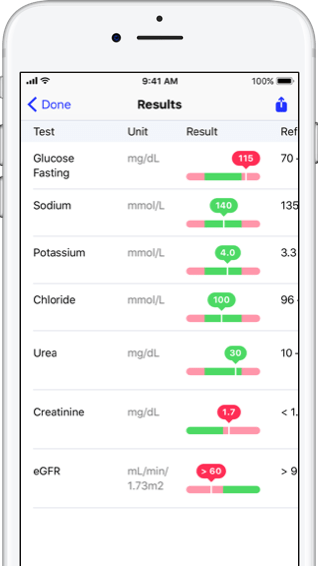 9:41 AM 100%
Done Results
Test Unit Result Ref
Glucose Fasting mg/dL 115 70 -
Sodium mmol/L 140 135
Potassium mmol/L 4.0 3.3
Chloride mmol/L 100 96 -
Urea mg/dL 30 10 -
Creatinine mg/dL 1.7 < 1.
eGFR mL/min/1.73m2 > 60 > 9